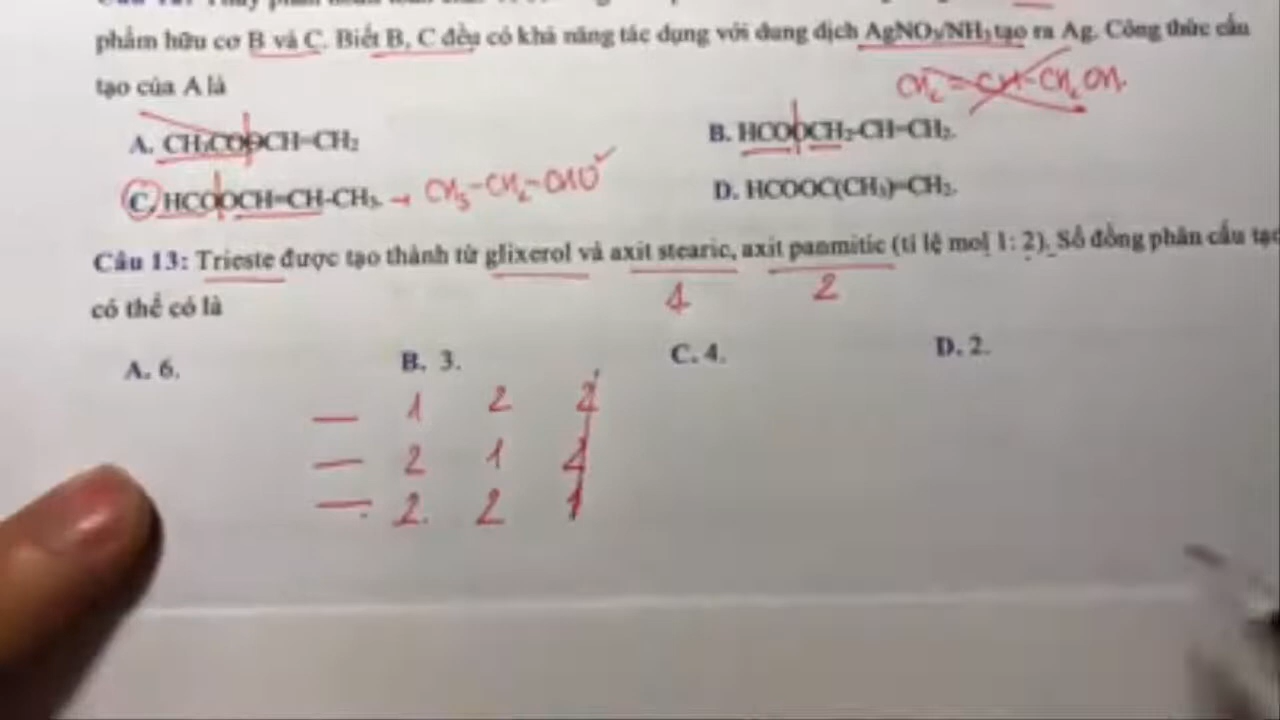 phẩm hữu cơ B và C. Biết B, C đều có khả năng tác dụng với dung dịch AgNO₃/NH₃ tạo ra Ag. Công thức cấu
tạo của A là
CH₂=CH-CH₂OH
A. CH₃COOCH=CH₂
B. HCOOCH₂-CH=CH₂.
C. HCOOCH=CH-CH₃. → CH₃-CH₂-CHO ✓
D. HCOOC(CH₃)=CH₂.
Câu 13: Trieste được tạo thành từ glixerol và axit stearic, axit panmitic (tỉ lệ mol 1: 2). Số đồng phân cấu tạo
1 2
có thể có là
A. 6.
B. 3.
C. 4.
D. 2.
1 2 2
2 1 2
2 2 1